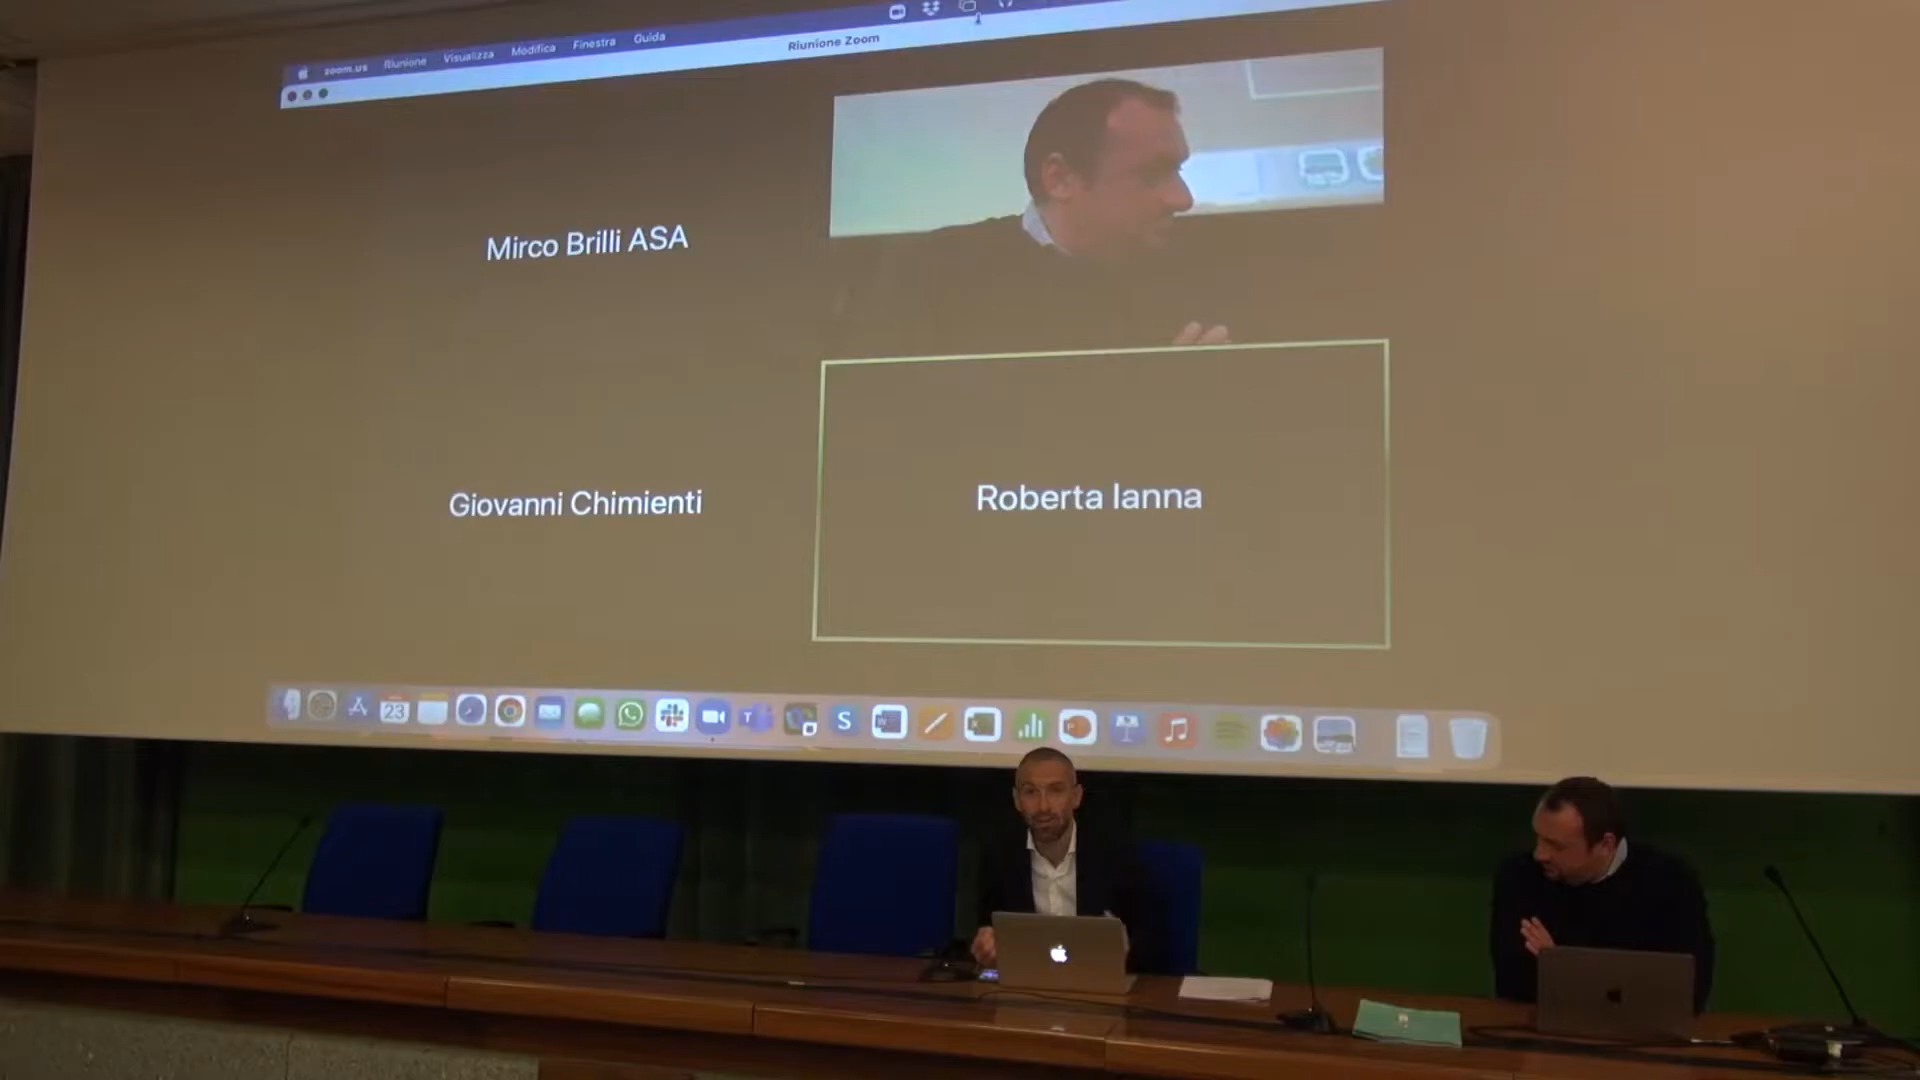 zoom.us Riunione Visualizza Modifica Finestra Guida
Riunione Zoom
Mirco Brilli ASA
Giovanni Chimienti
Roberta Ianna
23
T
S
W